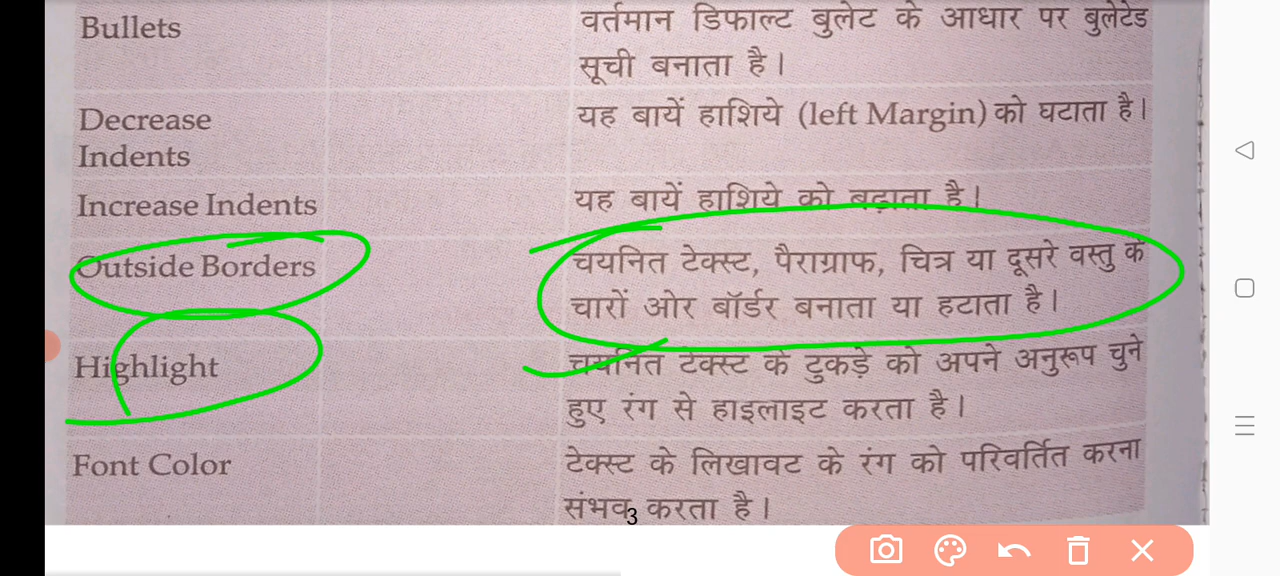 Bullets
वर्तमान डिफाल्ट बुलेट के आधार पर बुलेटेड
सूची बनाता है।
Decrease
Indents
यह बायें हाशिये (left Margin) को घटाता है।
Increase Indents
यह बायें हाशिये को बढ़ाता है।
Outside Borders
चयनित टेक्स्ट, पैराग्राफ, चित्र या दूसरे वस्तु के
चारों ओर बॉर्डर बनाता या हटाता है।
Highlight
चयनित टेक्स्ट के टुकड़े को अपने अनुरूप चुने
हुए रंग से हाइलाइट करता है।
Font Color
टेक्स्ट के लिखावट के रंग को परिवर्तित करना
संभव करता है।
3